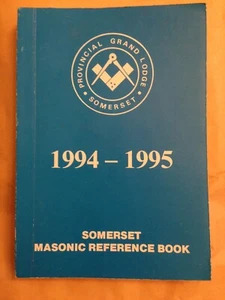 PROVINCIAL GRAND LODGE
• SOMERSET •
1994 – 1995
SOMERSET
MASONIC REFERENCE BOOK